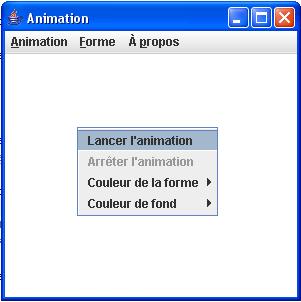 Animation
Animation Forme À propos
Lancer l'animation
Arrêter l'animation
Couleur de la forme
Couleur de fond